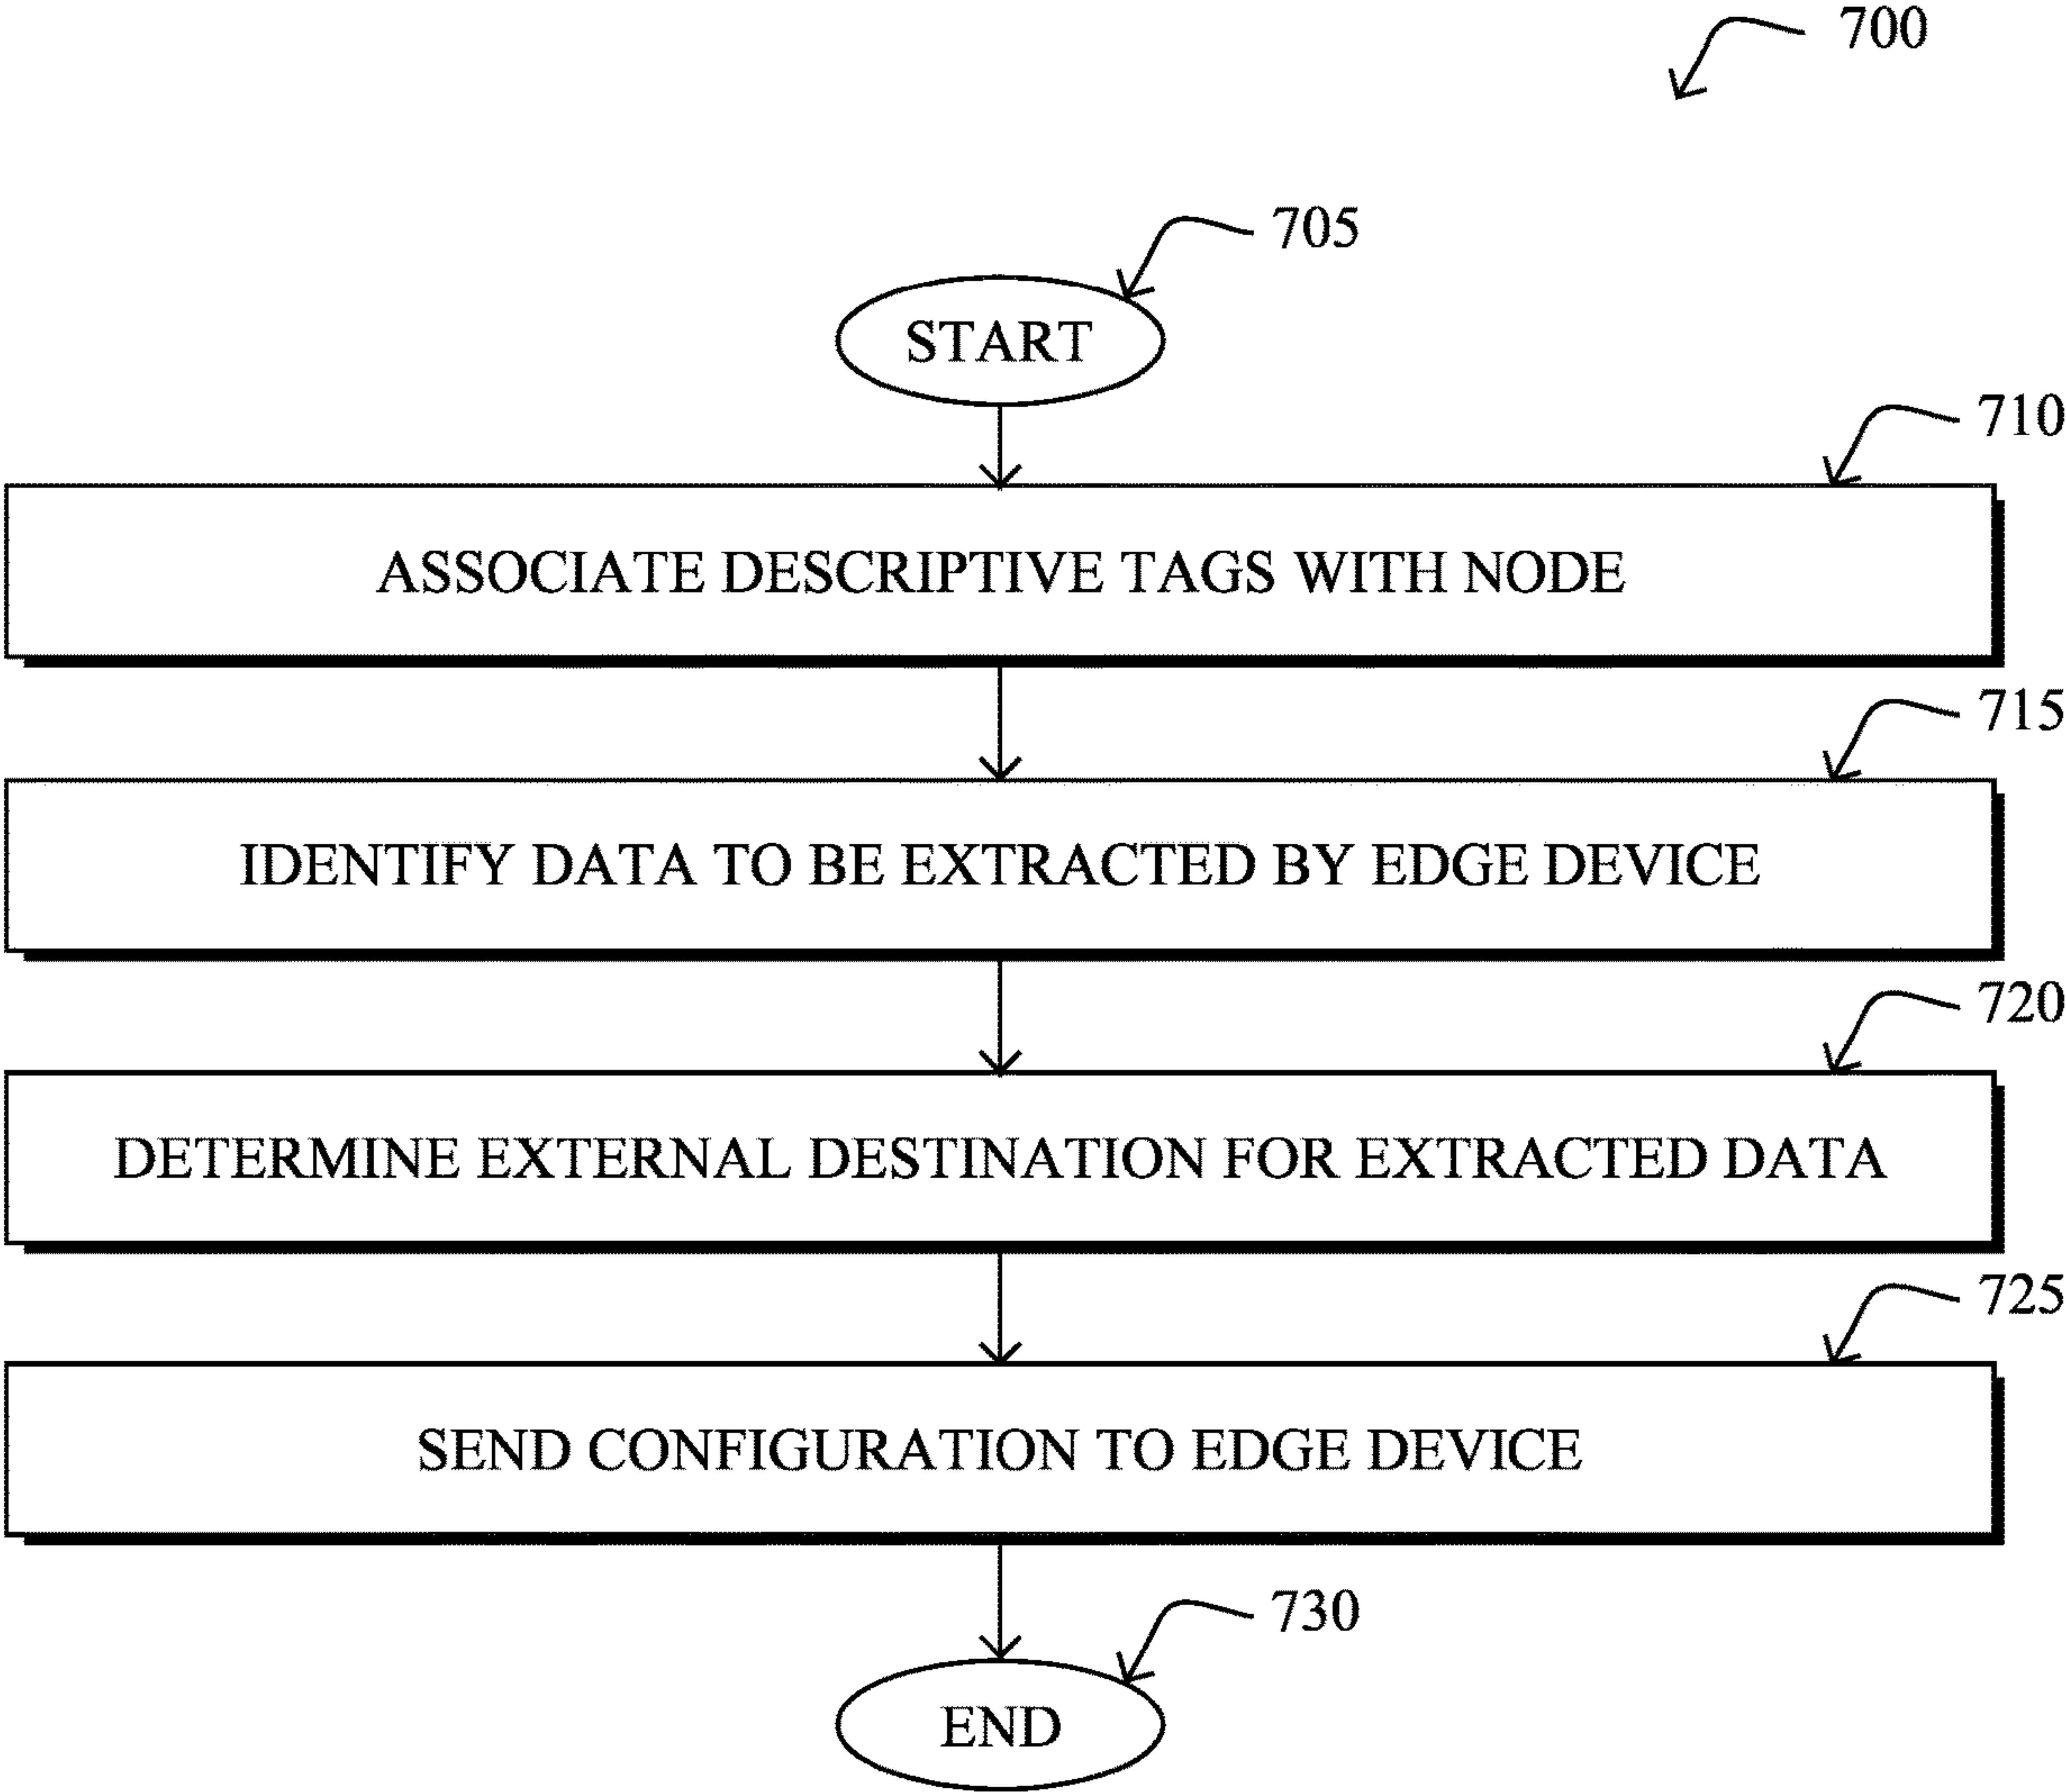 700
705
START
710
ASSOCIATE DESCRIPTIVE TAGS WITH NODE
715
IDENTIFY DATA TO BE EXTRACTED BY EDGE DEVICE
720
DETERMINE EXTERNAL DESTINATION FOR EXTRACTED DATA
725
SEND CONFIGURATION TO EDGE DEVICE
730
END